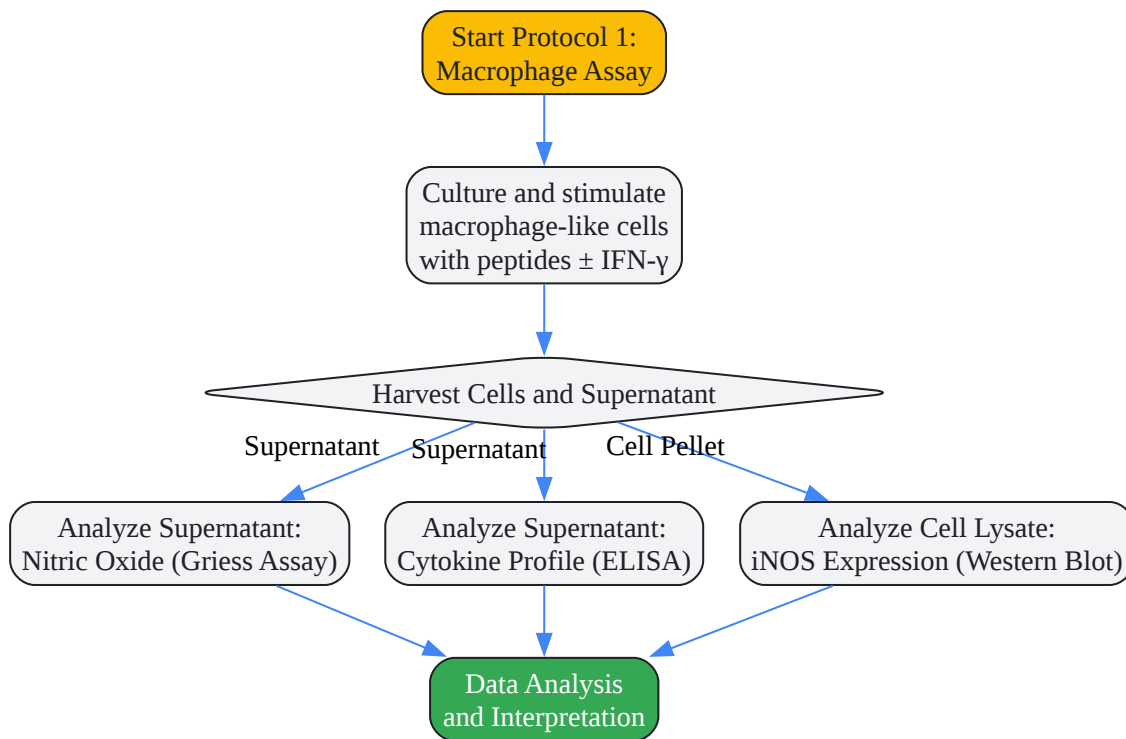 Start Protocol 1:
Macrophage Assay
Culture and stimulate
macrophage-like cells
with peptides ± IFN-γ
Harvest Cells and Supernatant
Supernatant
Supernatant
Cell Pellet
Analyze Supernatant:
Nitric Oxide (Griess Assay)
Analyze Supernatant:
Cytokine Profile (ELISA)
Analyze Cell Lysate:
iNOS Expression (Western Blot)
Data Analysis
and Interpretation